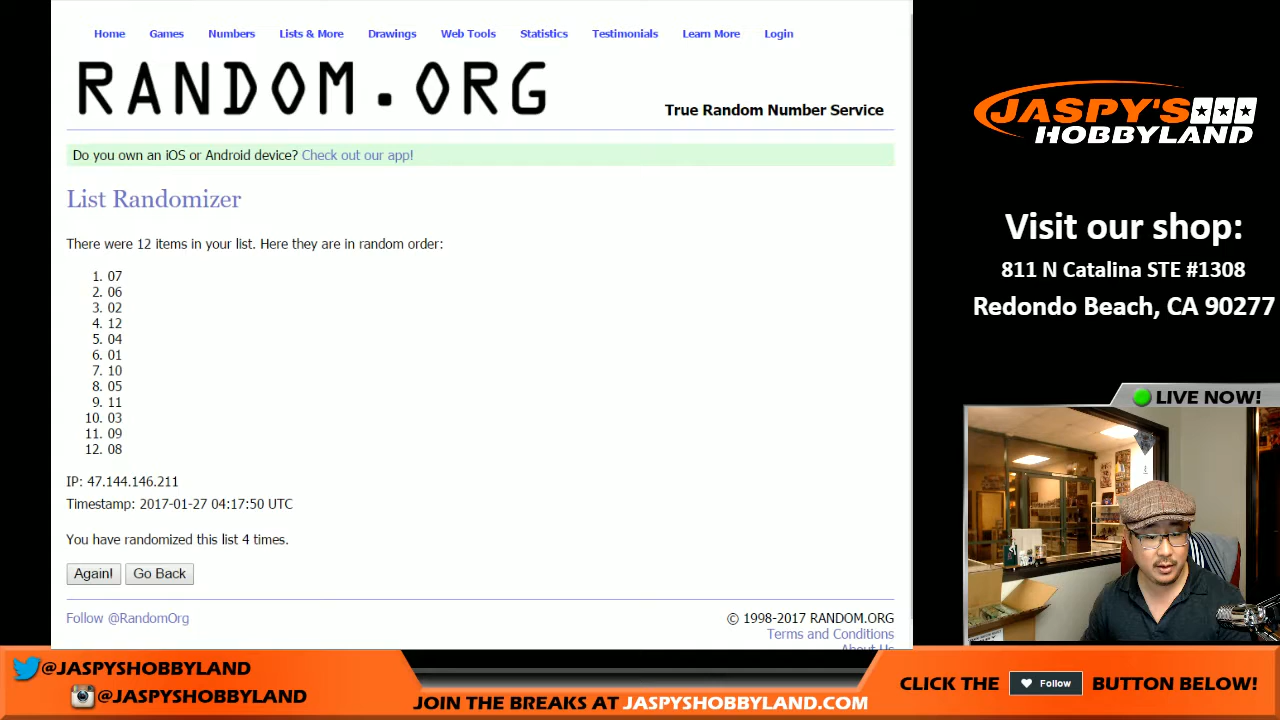 Home Games Numbers Lists & More Drawings Web Tools Statistics Testimonials Learn More Login
RANDOM.ORG
True Random Number Service
Do you own an iOS or Android device? Check out our app!
List Randomizer
There were 12 items in your list. Here they are in random order:
1. 07
2. 06
3. 02
4. 12
5. 04
6. 01
7. 10
8. 05
9. 11
10. 03
11. 09
12. 08
IP: 47.144.146.211
Timestamp: 2017-01-27 04:17:50 UTC
You have randomized this list 4 times.
Again! Go Back
Follow @RandomOrg
© 1998-2017 RANDOM.ORG
Terms and Conditions
About Us
JASPY'S
HOBBYLAND
Visit our shop:
811 N Catalina STE #1308
Redondo Beach, CA 90277
LIVE NOW!
@JASPYSHOBBYLAND
@JASPYSHOBBYLAND
JOIN THE BREAKS AT JASPYSHOBBYLAND.COM
CLICK THE Follow BUTTON BELOW!